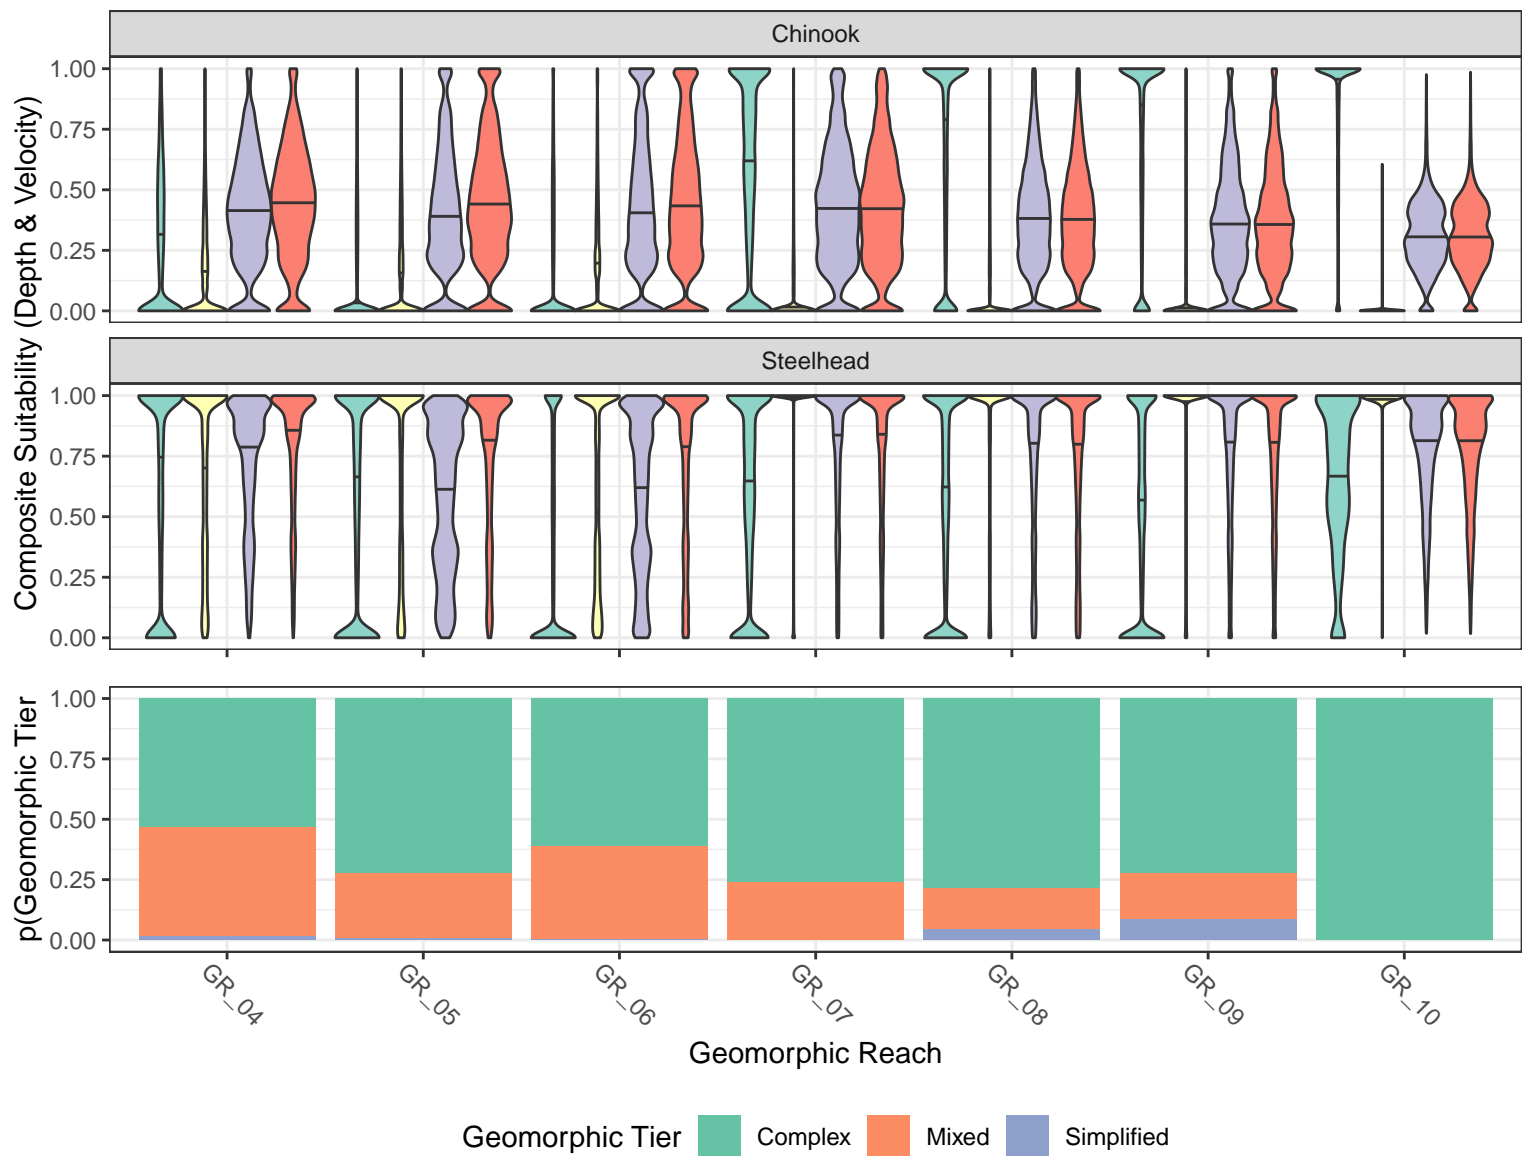 Chinook
1.00
0.75
0.50
0.25
0.00
Composite Suitability (Depth & Velocity)
Steelhead
1.00
0.75
0.50
0.25
0.00
p(Geomorphic Tier
1.00
0.75
0.50
0.25
0.00
GR_04 GR_05 GR_06 GR_07 GR_08 GR_09 GR_10
Geomorphic Reach
Geomorphic Tier Complex Mixed Simplified